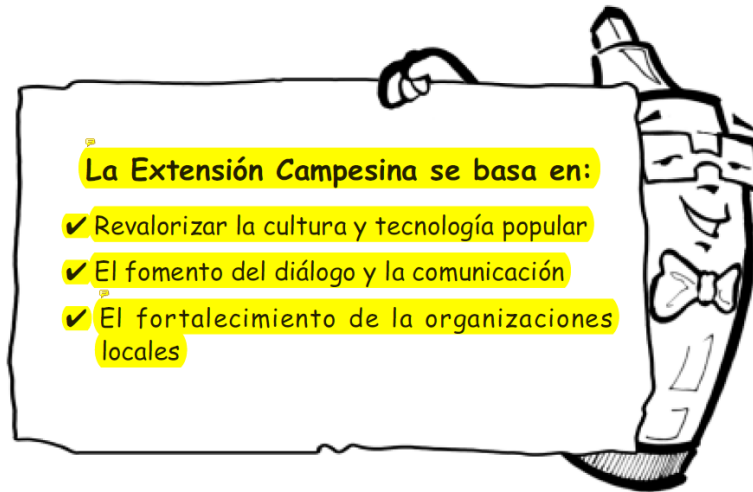 La Extensión Campesina se basa en:
✔ Revalorizar la cultura y tecnología popular
✔ El fomento del diálogo y la comunicación
✔ El fortalecimiento de la organizaciones
locales